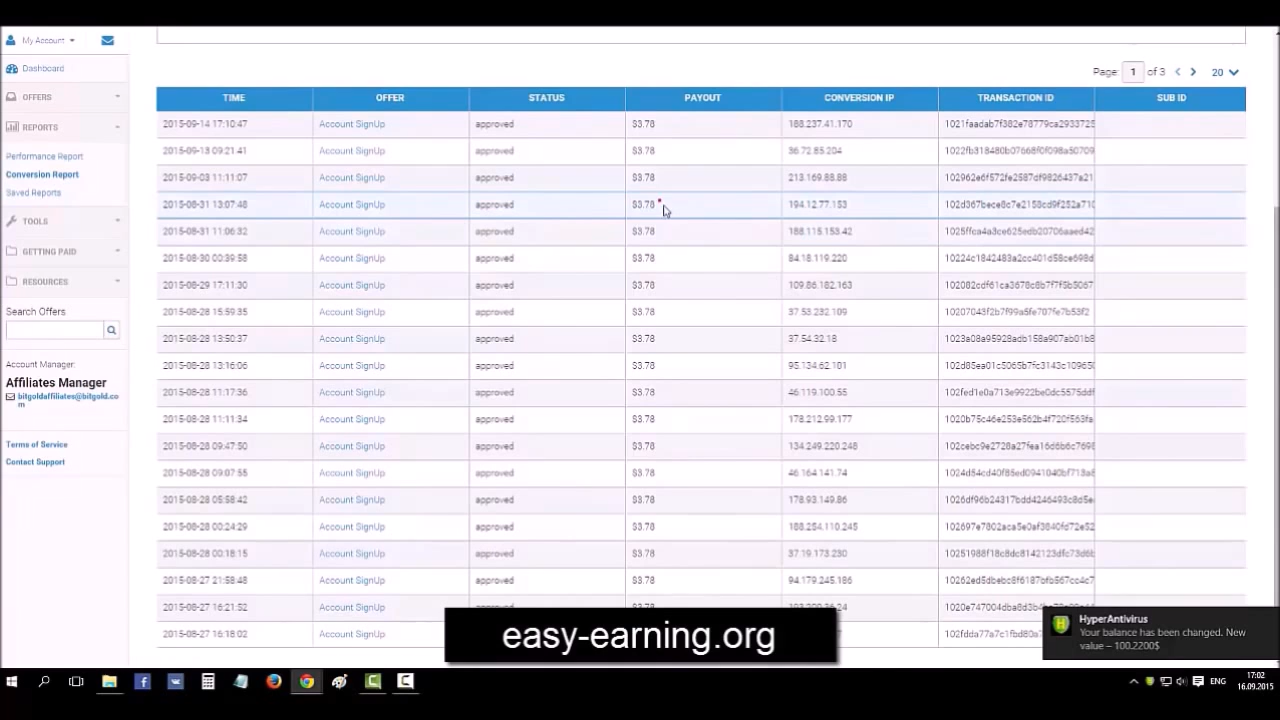 My Account
Page: 1 of 3 20
Dashboard
TIME OFFER STATUS PAYOUT CONVERSION IP TRANSACTION ID SUB ID
OFFERS
2015-09-14 17:10:47 Account SignUp approved $3.78 188.237.41.170
REPORTS
2015-09-13 09:21:41 Account SignUp approved $3.78 36.72.85.204
Performance Report
Conversion Report
2015-09-03 11:11:07 Account SignUp approved $3.78 213.169.88.88
Saved Reports
2015-08-31 13:07:48 Account SignUp approved $3.78 194.12.77.153
TOOLS
2015-08-31 11:06:32 Account SignUp approved $3.78 188.115.153.42
GETTING PAID
2015-08-30 00:39:58 Account SignUp approved $3.78 84.18.119.220
RESOURCES
2015-08-29 17:11:30 Account SignUp approved $3.78 109.86.182.163
Search Offers
2015-08-28 15:59:35 Account SignUp approved $3.78 37.53.232.109
2015-08-28 13:50:37 Account SignUp approved $3.78 37.54.32.18
Account Manager:
2015-08-28 13:16:06 Account SignUp approved $3.78 95.134.62.181
Affiliates Manager
bitgoldaffiliates@bitgold.co
m
2015-08-28 11:17:36 Account SignUp approved $3.78 46.119.100.55
2015-08-28 11:11:34 Account SignUp approved $3.78 178.212.99.177
Terms of Service
2015-08-28 09:47:50 Account SignUp approved $3.78 134.249.220.248
Contact Support
2015-08-28 09:07:55 Account SignUp approved $3.78 46.164.141.74
2015-08-28 05:58:42 Account SignUp approved $3.78 178.93.149.86
2015-08-28 00:24:29 Account SignUp approved $3.78 188.254.110.245
2015-08-28 00:18:15 Account SignUp approved $3.78 37.19.173.230
2015-08-27 21:58:48 Account SignUp approved $3.78 94.179.245.186
2015-08-27 16:21:52 Account SignUp
2015-08-27 16:18:02 Account SignUp
easy-earning.org
HyperAntivirus
Your balance has been changed. New
value – 100.2200$
ENG
17:02
16.09.2015